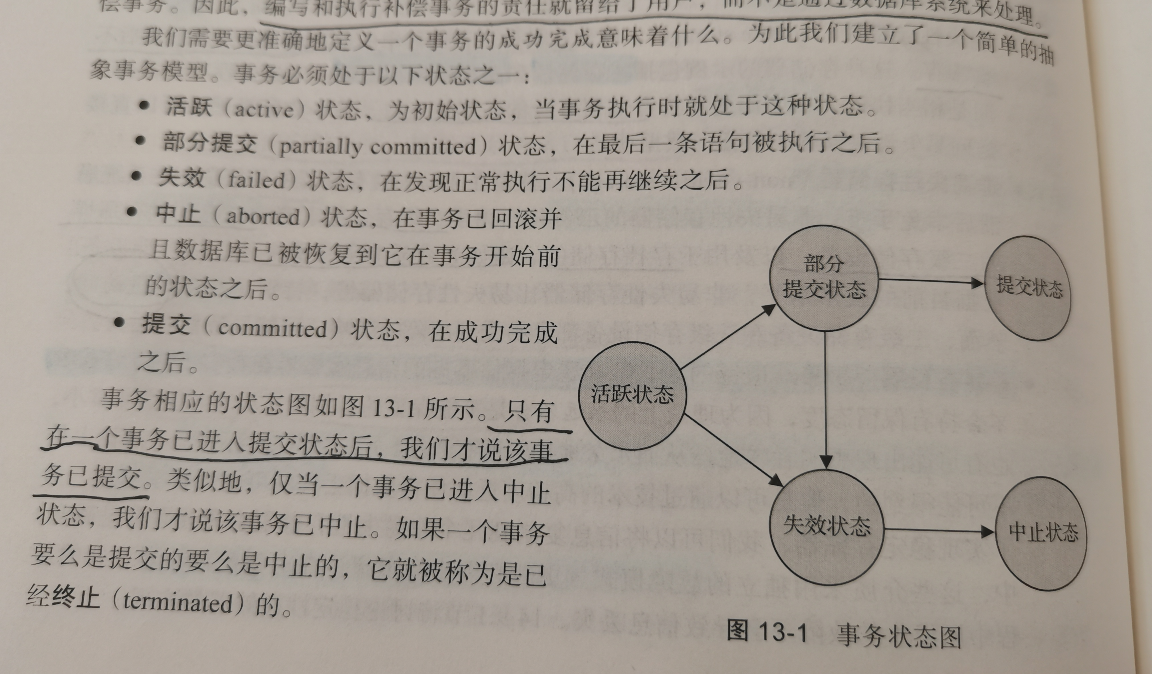 偿事务。因此，编写和执行补偿事务的责任就留给了用户，而不是通过数据库系统来处理。
我们需要更准确地定义一个事务的成功完成意味着什么。为此我们建立了一个简单的抽
象事务模型。事务必须处于以下状态之一：
● 活跃（active）状态，为初始状态，当事务执行时就处于这种状态。
● 部分提交（partially committed）状态，在最后一条语句被执行之后。
● 失效（failed）状态，在发现正常执行不能再继续之后。
● 中止（aborted）状态，在事务已回滚并
且数据库已被恢复到它在事务开始前
的状态之后。
● 提交（committed）状态，在成功完成
之后。
事务相应的状态图如图 13-1 所示。只有
在一个事务已进入提交状态后，我们才说该事
务已提交。类似地，仅当一个事务已进入中止
状态，我们才说该事务已中止。如果一个事务
要么是提交的要么是中止的，它就被称为是已
经终止（terminated）的。
部分
提交状态
提交状态
活跃状态
失效状态
中止状态
图 13-1 事务状态图